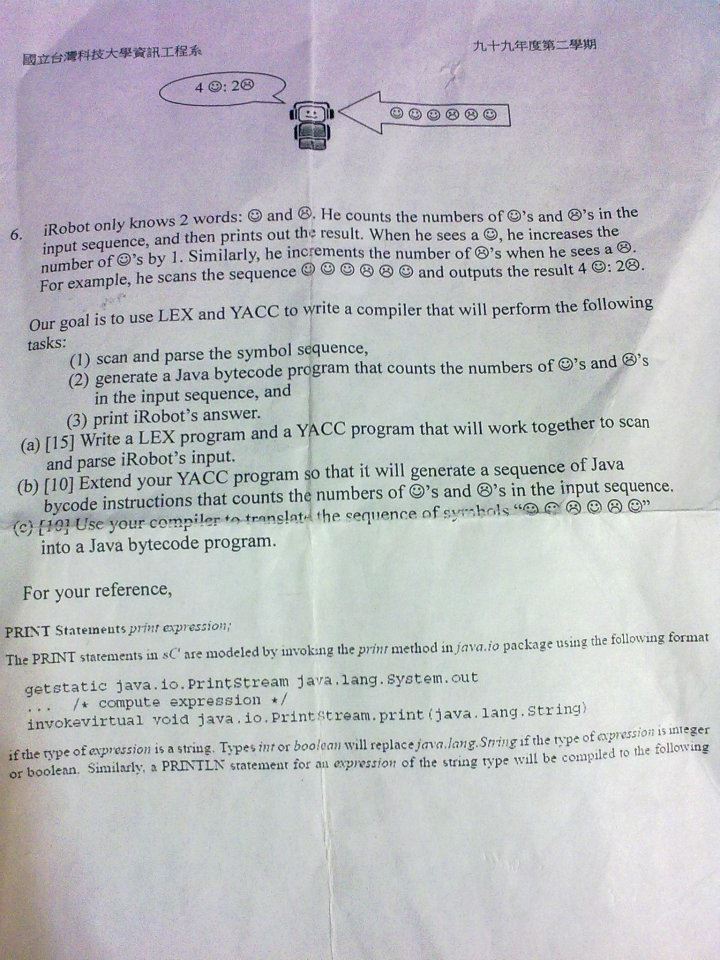 國立台灣科技大學資訊工程系
九十九年度第二學期
4 ☺: 2☹
☺ ☺ ☺ ☹ ☹ ☺
6. iRobot only knows 2 words: ☺ and ☹. He counts the numbers of ☺'s and ☹'s in the
input sequence, and then prints out the result. When he sees a ☺, he increases the
number of ☺'s by 1. Similarly, he increments the number of ☹'s when he sees a ☹.
For example, he scans the sequence ☺ ☺ ☺ ☹ ☹ ☺ and outputs the result 4 ☺: 2☹.
Our goal is to use LEX and YACC to write a compiler that will perform the following
tasks:
(1) scan and parse the symbol sequence,
(2) generate a Java bytecode program that counts the numbers of ☺'s and ☹'s
in the input sequence, and
(3) print iRobot's answer.
(a) [15] Write a LEX program and a YACC program that will work together to scan
and parse iRobot's input.
(b) [10] Extend your YACC program so that it will generate a sequence of Java
bycode instructions that counts the numbers of ☺'s and ☹'s in the input sequence.
(c) [10] Use your compiler to translate the sequence of symbols “☺ ☺ ☹ ☺ ☹ ☺”
into a Java bytecode program.
For your reference,
PRINT Statements print expression;
The PRINT statements in sC are modeled by invoking the print method in java.io package using the following format
getstatic java.io.PrintStream java.lang.System.out
... /* compute expression */
invokevirtual void java.io.PrintStream.print(java.lang.String)
if the type of expression is a string. Types int or boolean will replace java.lang.String if the type of expression is integer
or boolean. Similarly, a PRINTLN statement for an expression of the string type will be compiled to the following